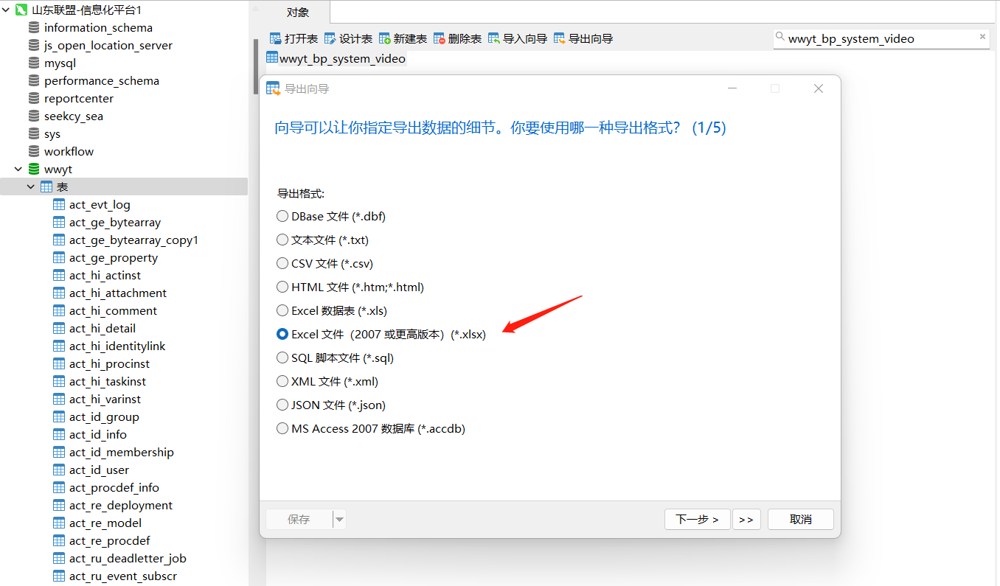 山东联盟-信息化平台1
information_schema
js_open_location_server
mysql
performance_schema
reportcenter
seekcy_sea
sys
workflow
wwyt
表
act_evt_log
act_ge_bytearray
act_ge_bytearray_copy1
act_ge_property
act_hi_actinst
act_hi_attachment
act_hi_comment
act_hi_detail
act_hi_identitylink
act_hi_procinst
act_hi_taskinst
act_hi_varinst
act_id_group
act_id_info
act_id_membership
act_id_user
act_procdef_info
act_re_deployment
act_re_model
act_re_procdef
act_ru_deadletter_job
act_ru_event_subscr
对象
打开表 设计表 新建表 删除表 导入向导 导出向导 wwyt_bp_system_video
wwyt_bp_system_video
导出向导
向导可以让你指定导出数据的细节。你要使用哪一种导出格式？ (1/5)
导出格式:
DBase 文件 (*.dbf)
文本文件 (*.txt)
CSV 文件 (*.csv)
HTML 文件 (*.htm;*.html)
Excel 数据表 (*.xls)
Excel 文件（2007 或更高版本）(*.xlsx)
SQL 脚本文件 (*.sql)
XML 文件 (*.xml)
JSON 文件 (*.json)
MS Access 2007 数据库 (*.accdb)
保存 下一步 > >> 取消